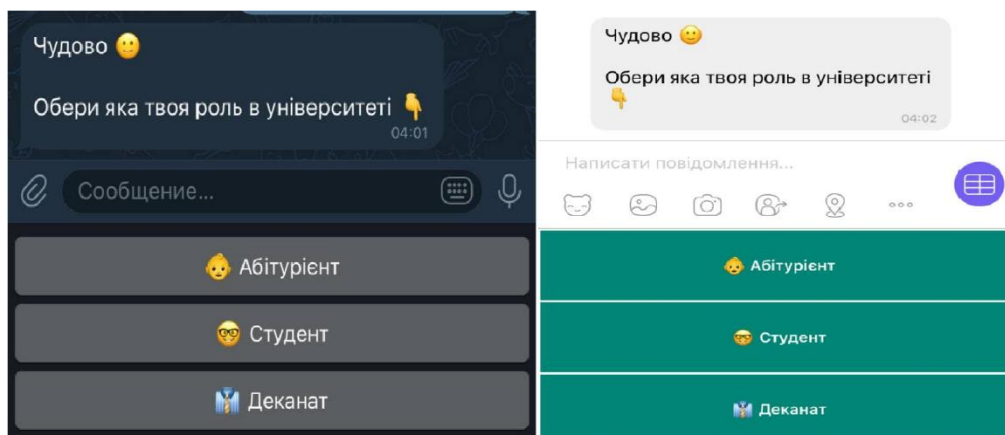 Чудово 🙂
Обери яка твоя роль в університеті 👇
04:01
Сообщение...
👶 Абітурієнт
🤓 Студент
👔 Деканат
Чудово 🙂
Обери яка твоя роль в університеті
👇
04:02
Написати повідомлення...
👶 Абітурієнт
🤓 Студент
👔 Деканат